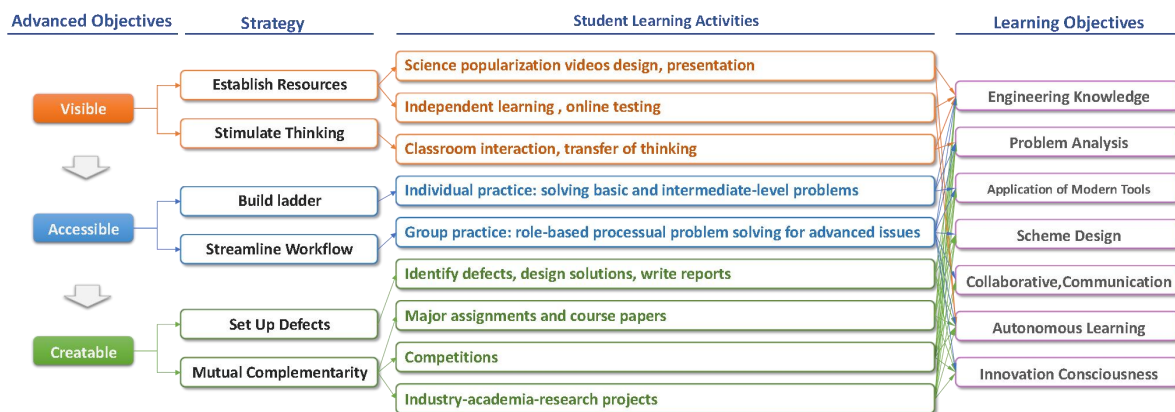 Advanced Objectives
Strategy
Student Learning Activities
Learning Objectives
Visible
Accessible
Creatable
Establish Resources
Stimulate Thinking
Build ladder
Streamline Workflow
Set Up Defects
Mutual Complementarity
Science popularization videos design, presentation
Independent learning , online testing
Classroom interaction, transfer of thinking
Individual practice: solving basic and intermediate-level problems
Group practice: role-based processual problem solving for advanced issues
Identify defects, design solutions, write reports
Major assignments and course papers
Competitions
Industry-academia-research projects
Engineering Knowledge
Problem Analysis
Application of Modern Tools
Scheme Design
Collaborative,Communication
Autonomous Learning
Innovation Consciousness